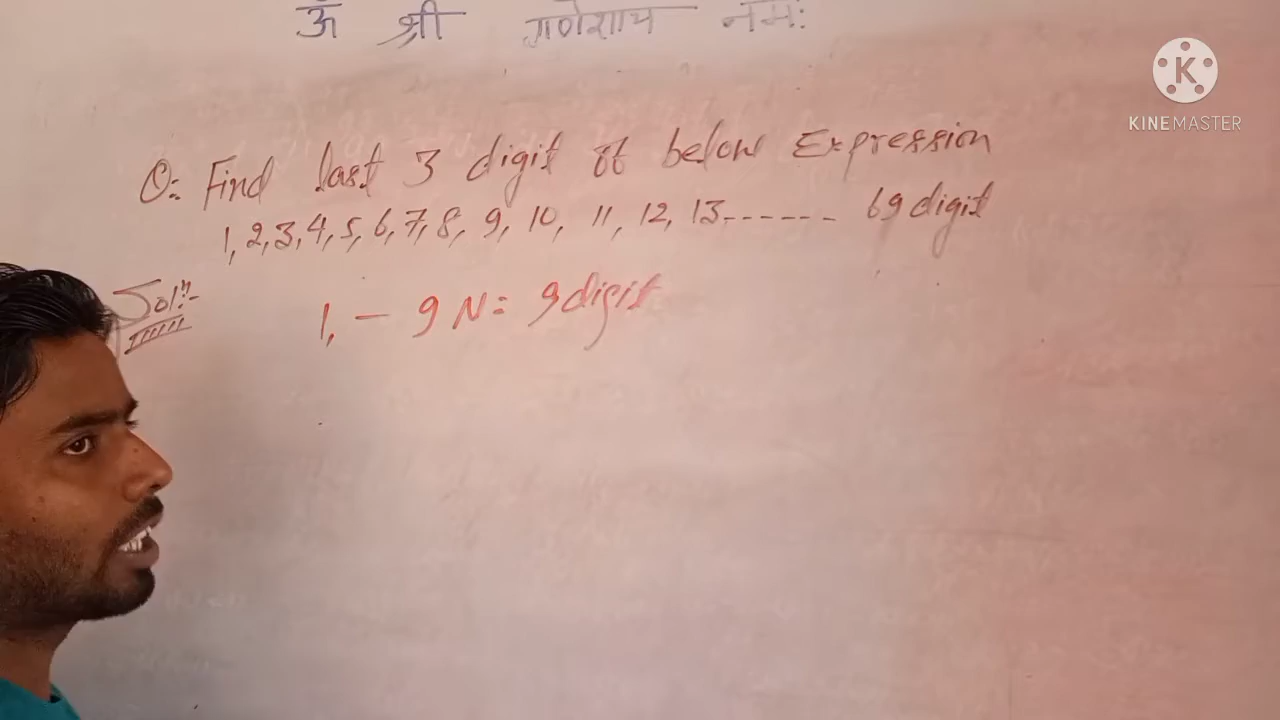 ॐ श्री गणेशाय नमः
K
KINEMASTER
Q: Find last 3 digit of below Expression
1, 2, 3, 4, 5, 6, 7, 8, 9, 10, 11, 12, 13------ 69 digit
Solⁿ:-
1, - 9 N = 9 digit